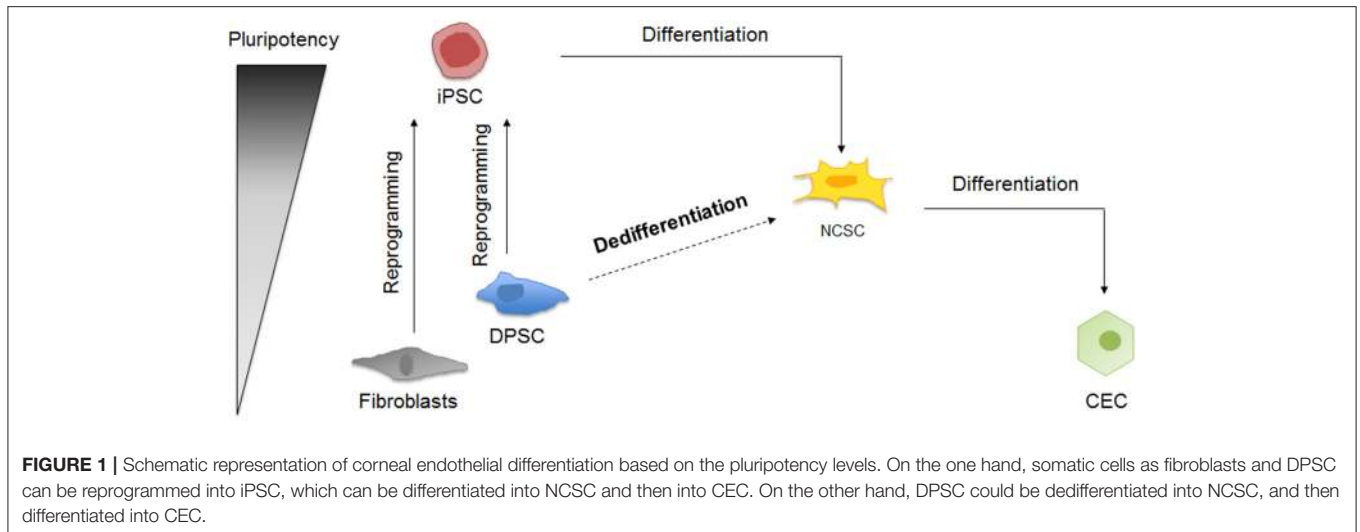 Pluripotency
Differentiation
iPSC
Reprogramming
Reprogramming
Differentiation
Dedifferentiation
NCSC
DPSC
Fibroblasts
CEC
FIGURE 1 | Schematic representation of corneal endothelial differentiation based on the pluripotency levels. On the one hand, somatic cells as fibroblasts and DPSC
can be reprogrammed into iPSC, which can be differentiated into NCSC and then into CEC. On the other hand, DPSC could be dedifferentiated into NCSC, and then
differentiated into CEC.